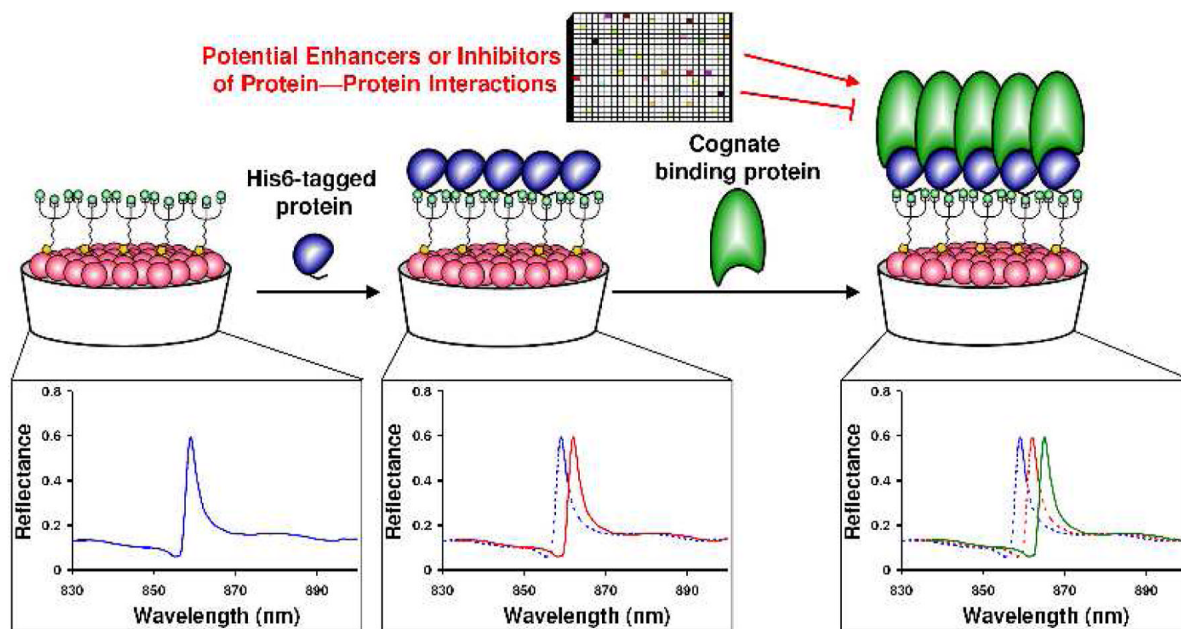 Potential Enhancers or Inhibitors
of Protein—Protein Interactions
His6-tagged
protein
Cognate
binding protein
0.8
0.6
0.4
0.2
0
Reflectance
830
850
870
890
Wavelength (nm)
0.8
0.6
0.4
0.2
0
Reflectance
830
850
870
890
Wavelength (nm)
0.8
0.6
0.4
0.2
0
Reflectance
830
850
870
890
Wavelength (nm)